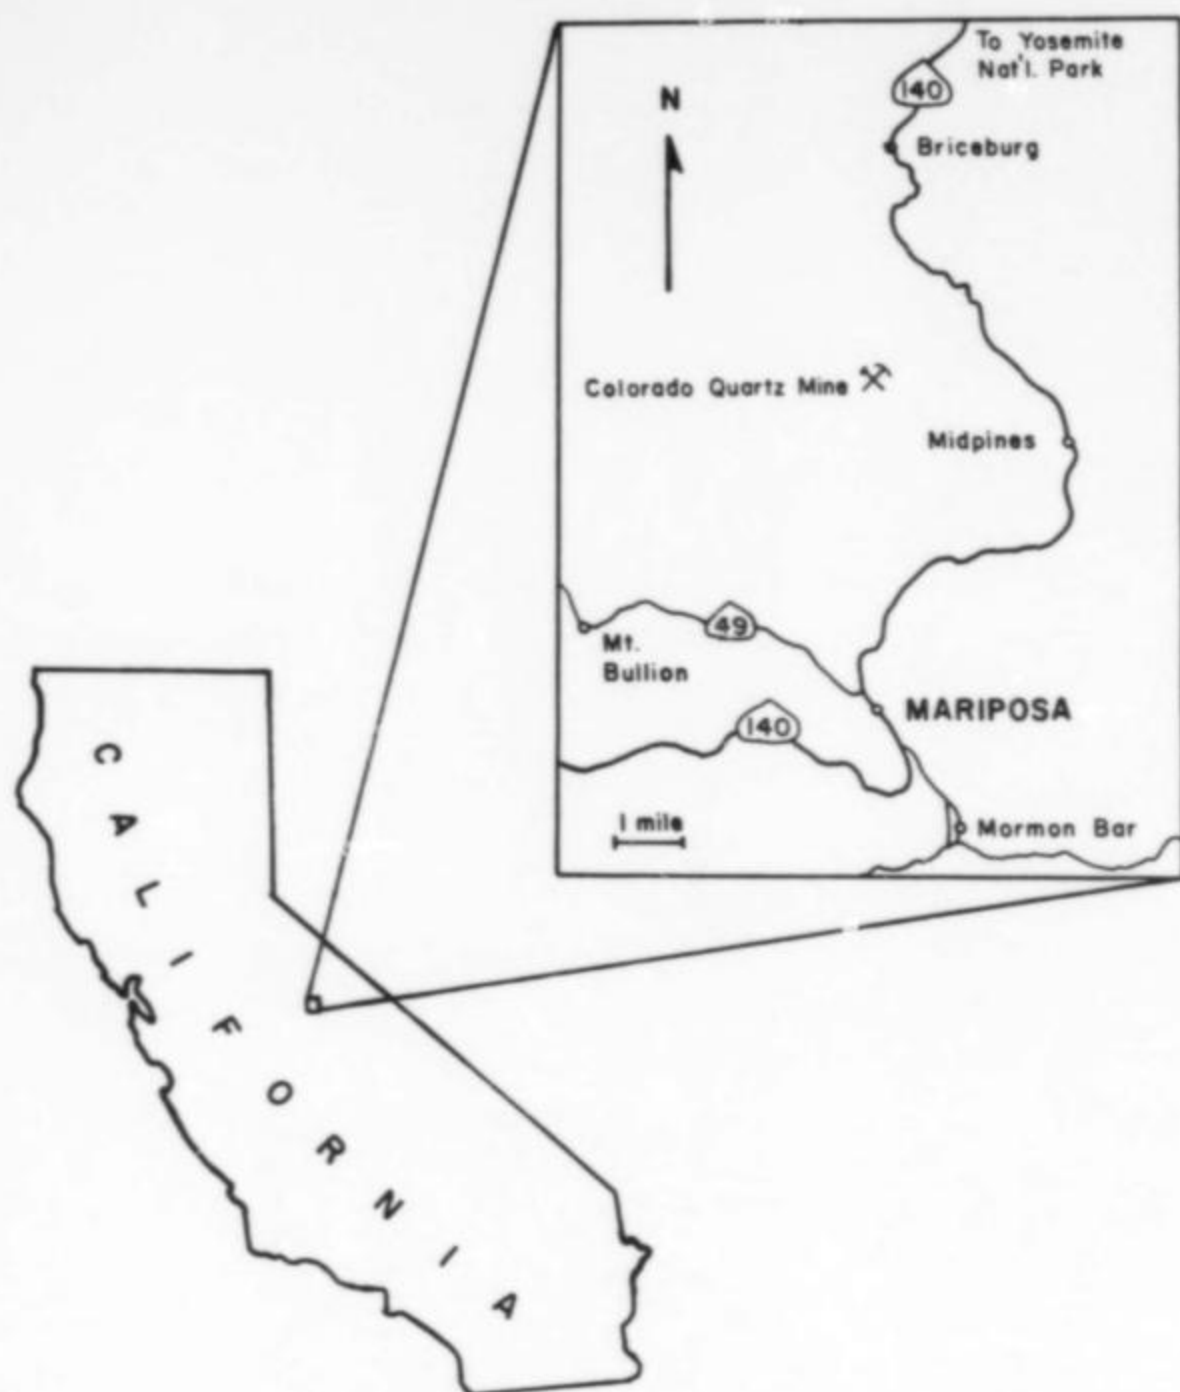 To Yosemite
Nat'l. Park
140
N
Briceburg
Colorado Quartz Mine
Midpines
49
Mt.
Bullion
MARIPOSA
140
1 mile
Mormon Bar
CALIFORNIA